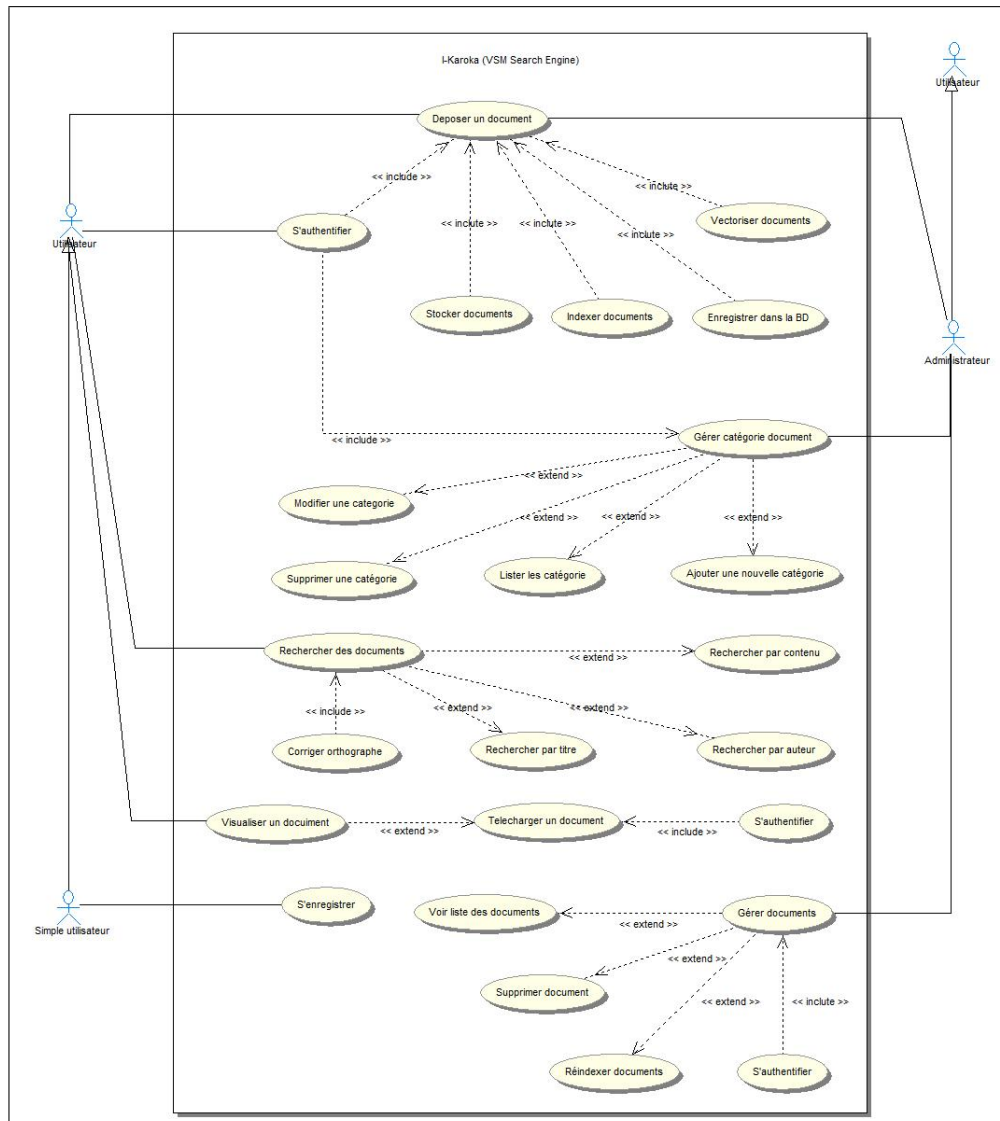 I-Karoka (VSM Search Engine)
Utilisateur
Deposer un document
<< include >>
<< inclute >>
Vectoriser documents
<< inclute >>
<< inclute >>
<< inclute >>
S'authentifier
Utilisateur
Stocker documents
Indexer documents
Enregistrer dans la BD
Administrateur
Gérer catégorie document
<< include >>
<< extend >>
Modifier une categorie
<< extend >>
<< extend >>
<< extend >>
Supprimer une catégorie
Lister les catégorie
Ajouter une nouvelle catégorie
Rechercher des documents
<< extend >>
Rechercher par contenu
<< include >>
<< extend >>
<< extend >>
Corriger orthographe
Rechercher par titre
Rechercher par auteur
Visualiser un doicument
<< extend >>
Telecharger un document
<< include >>
S'authentifier
S'enregistrer
Simple utilisateur
Voir liste des documents
<< extend >>
Gérer documents
<< extend >>
Supprimer document
<< extend >>
<< inclute >>
Réindexer documents
S'authentifier